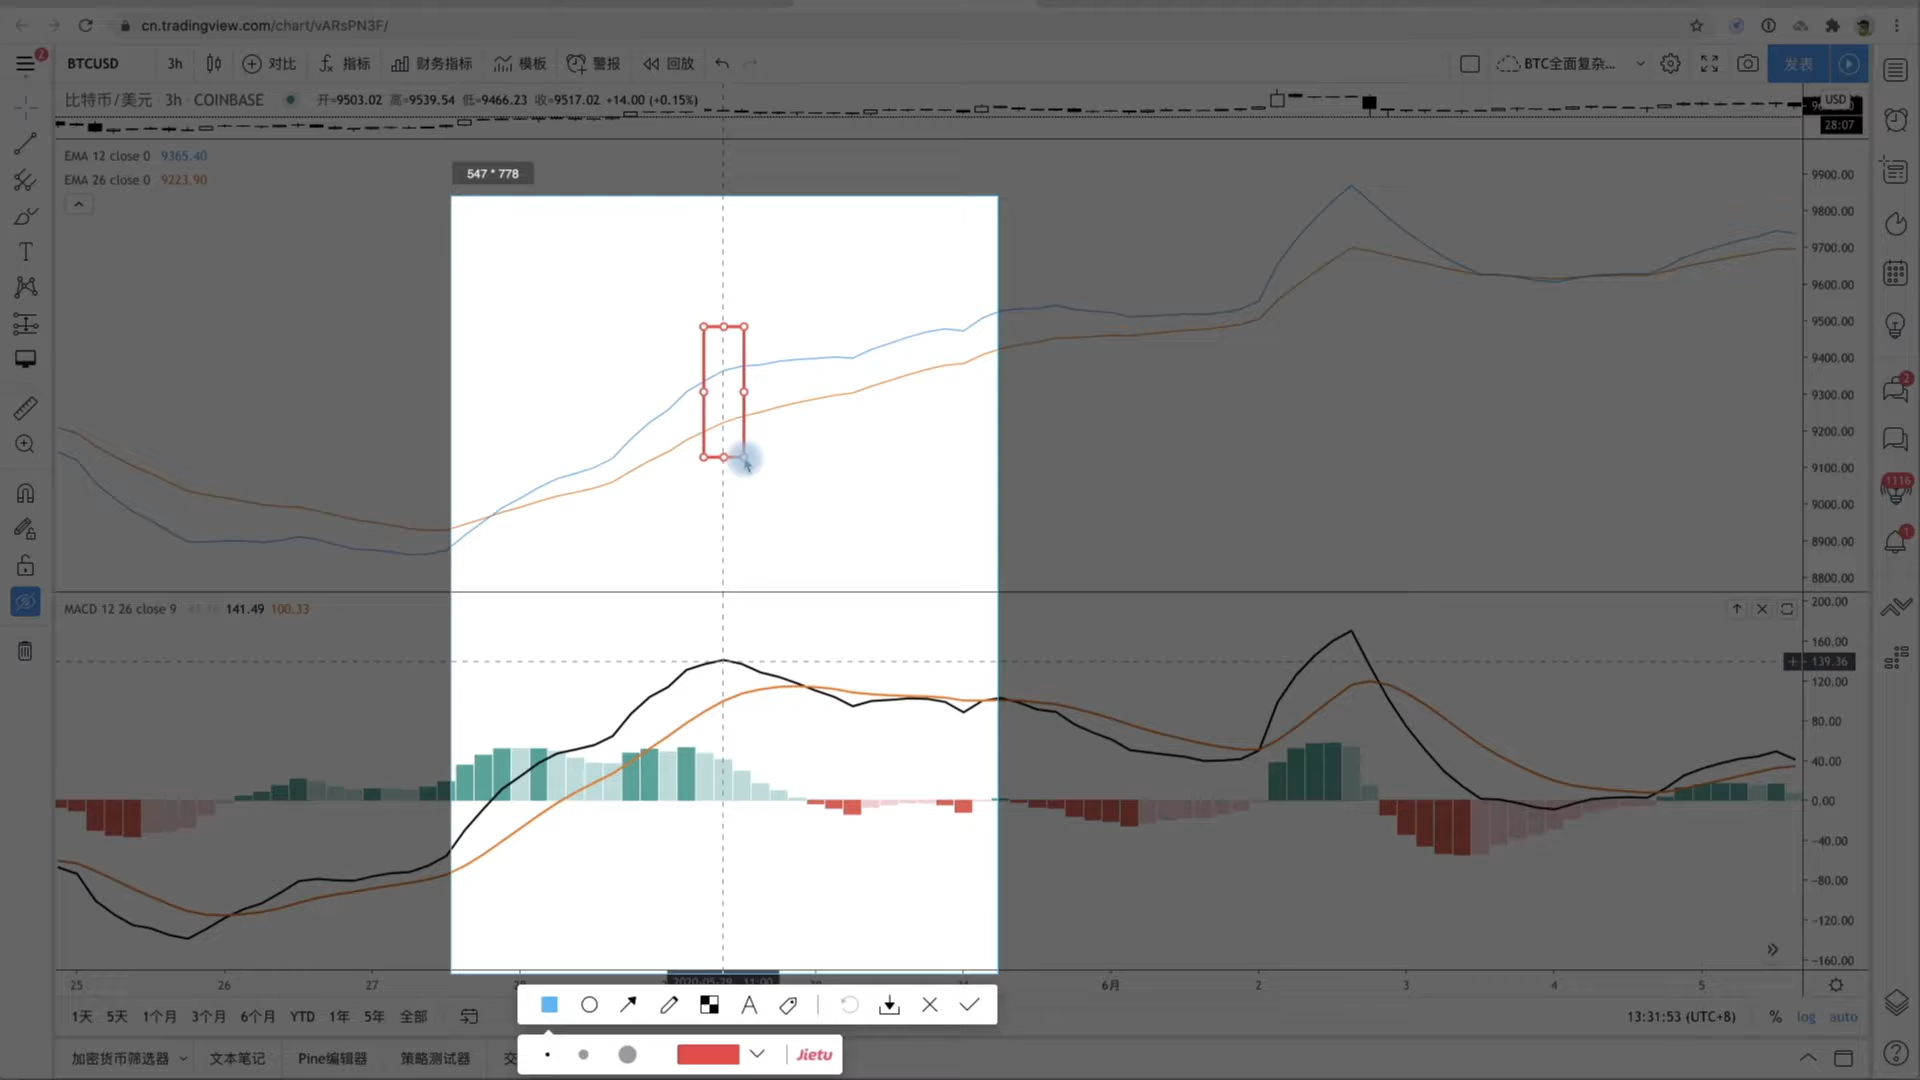 cn.tradingview.com/chart/vARsPN3F/
2
BTCUSD 3h 对比 指标 财务指标 模板 警报 回放 BTC全面复杂... 发表
比特币/美元 · 3h · COINBASE 开=9503.02 高=9539.54 低=9466.23 收=9517.02 +14.00 (+0.15%)
USD
28:07
EMA 12 close 0 9365.40
EMA 26 close 0 9223.90
547 * 778
9900.00
9800.00
9700.00
9600.00
9500.00
9400.00
9300.00
9200.00
9100.00
9000.00
8900.00
8800.00
2
1116
1
MACD 12 26 close 9 141.49 100.33
200.00
160.00
139.36
120.00
80.00
40.00
0.00
-40.00
-80.00
-120.00
-160.00
25 26 27 6月 2 3 4 5
1天 5天 1个月 3个月 6个月 YTD 1年 5年 全部
13:31:53 (UTC+8) % log auto
加密货币筛选器 文本笔记 Pine编辑器 策略测试器 交
Jietu